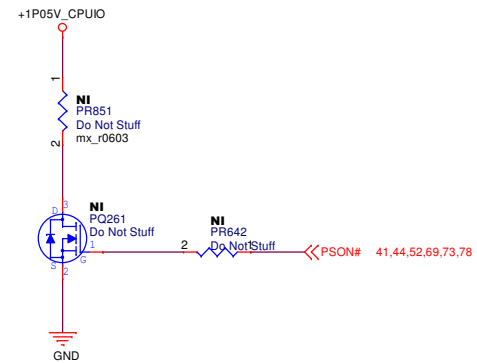 +1P05V_CPUIO
1
NI
PR851
Do Not Stuff
mx_r0603
2
D
3
NI
PQ261
Do Not Stuff
1
G
S
2
NI
PR642
Do Not Stuff
2
1
PSON# 41,44,52,69,73,78
GND